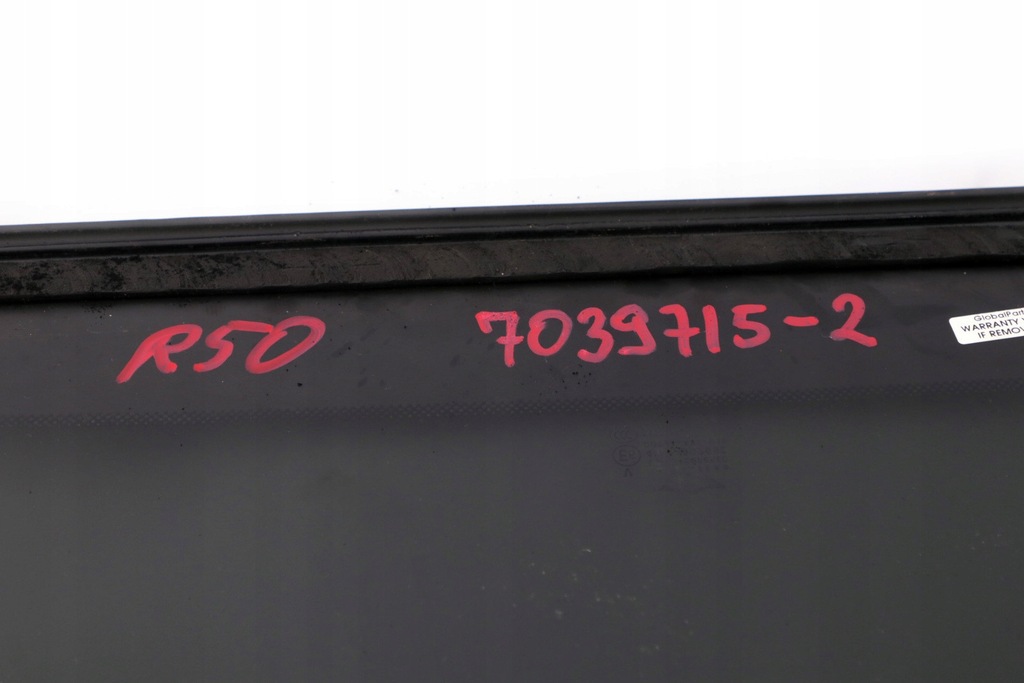 R50 7039715-2
GlobalPart
WARRANTY
IF REMOV